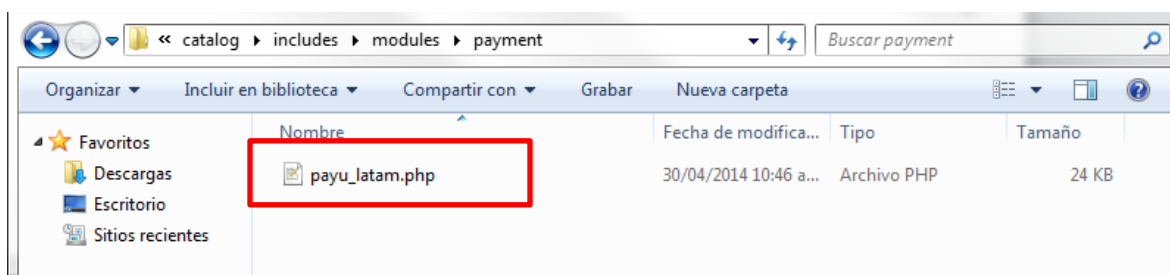 « catalog ▸ includes ▸ modules ▸ payment Buscar payment
Organizar Incluir en biblioteca Compartir con Grabar Nueva carpeta
Nombre Fecha de modifica... Tipo Tamaño
Favoritos
payu_latam.php 30/04/2014 10:46 a... Archivo PHP 24 KB
Descargas
Escritorio
Sitios recientes